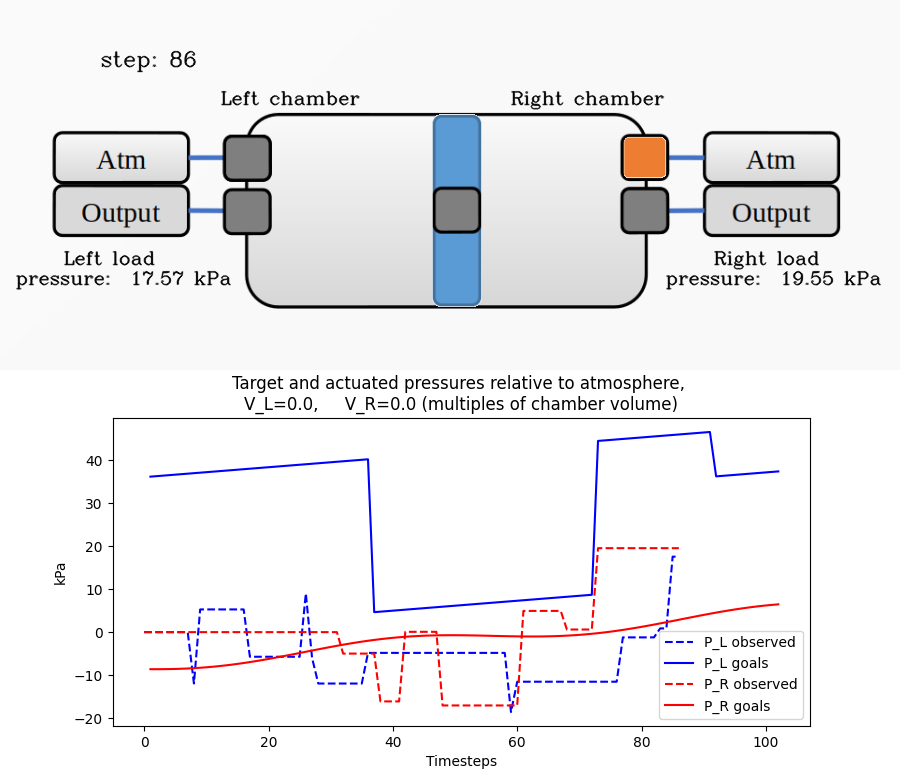 step: 86
Left chamber
Right chamber
Atm
Atm
Output
Output
Left load
pressure: 17.57 kPa
Right load
pressure: 19.55 kPa
Target and actuated pressures relative to atmosphere,
V_L=0.0, V_R=0.0 (multiples of chamber volume)
40
30
20
10
0
−10
−20
kPa
P_L observed
P_L goals
P_R observed
P_R goals
0 20 40 60 80 100
Timesteps